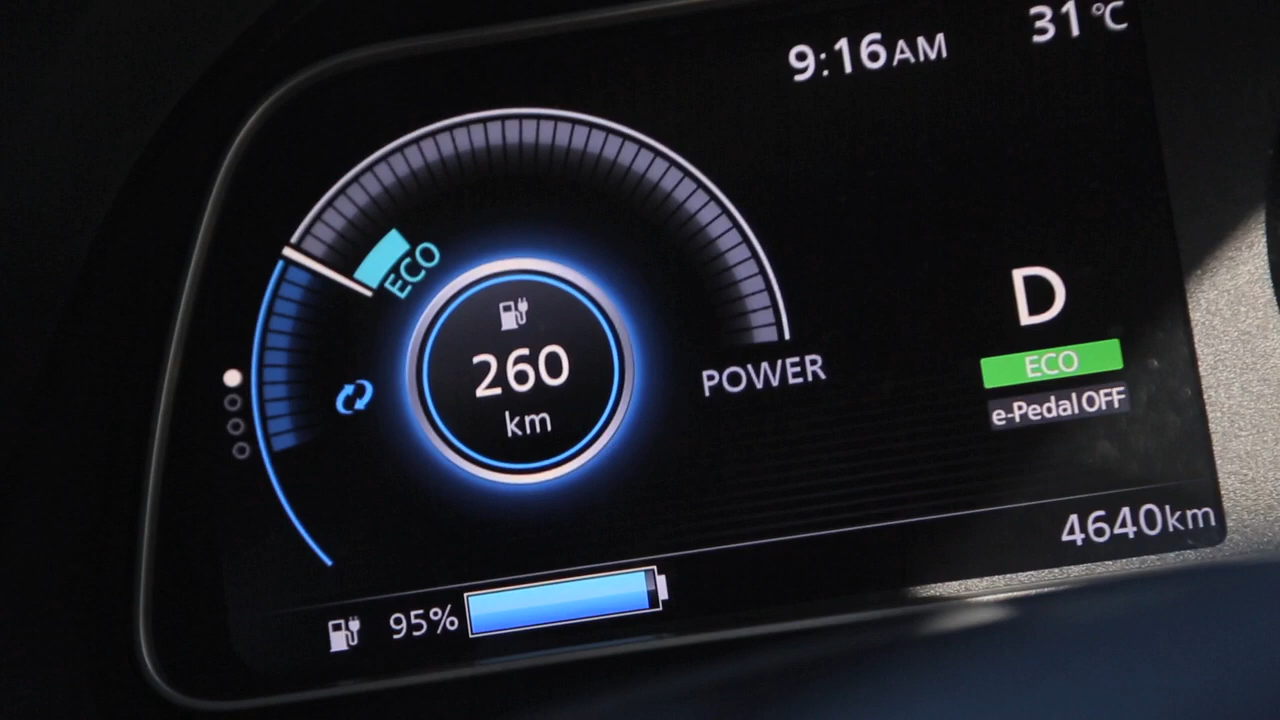 9:16AM
31°C
ECO
260
km
POWER
D
ECO
e-Pedal OFF
4640km
95%